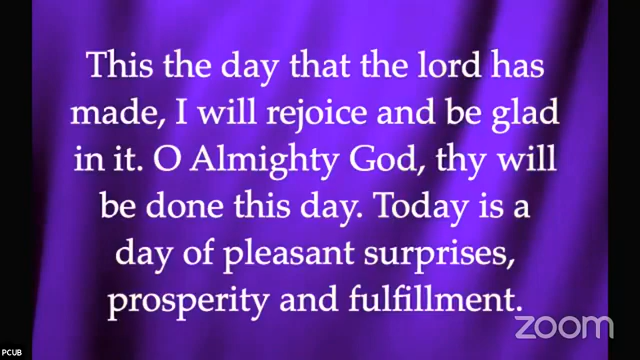 This the day that the lord has
made, I will rejoice and be glad
in it. O Almighty God, thy will
be done this day. Today is a
day of pleasant surprises,
prosperity and fulfillment.
zoom
PCUB